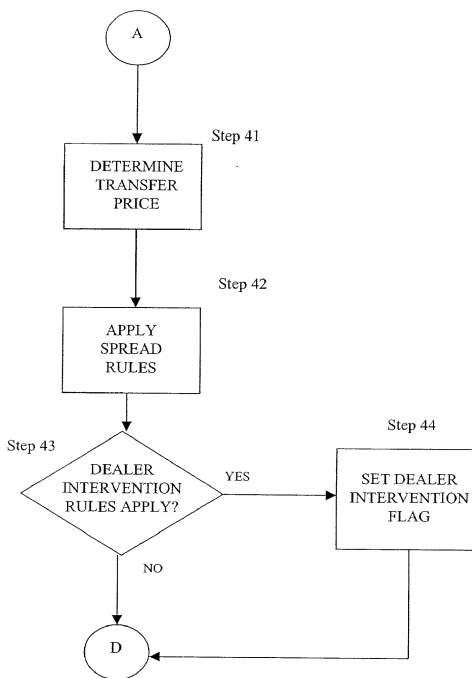 A
Step 41
DETERMINE
TRANSFER
PRICE
Step 42
APPLY
SPREAD
RULES
Step 43
DEALER
INTERVENTION
RULES APPLY?
YES
Step 44
SET DEALER
INTERVENTION
FLAG
NO
D